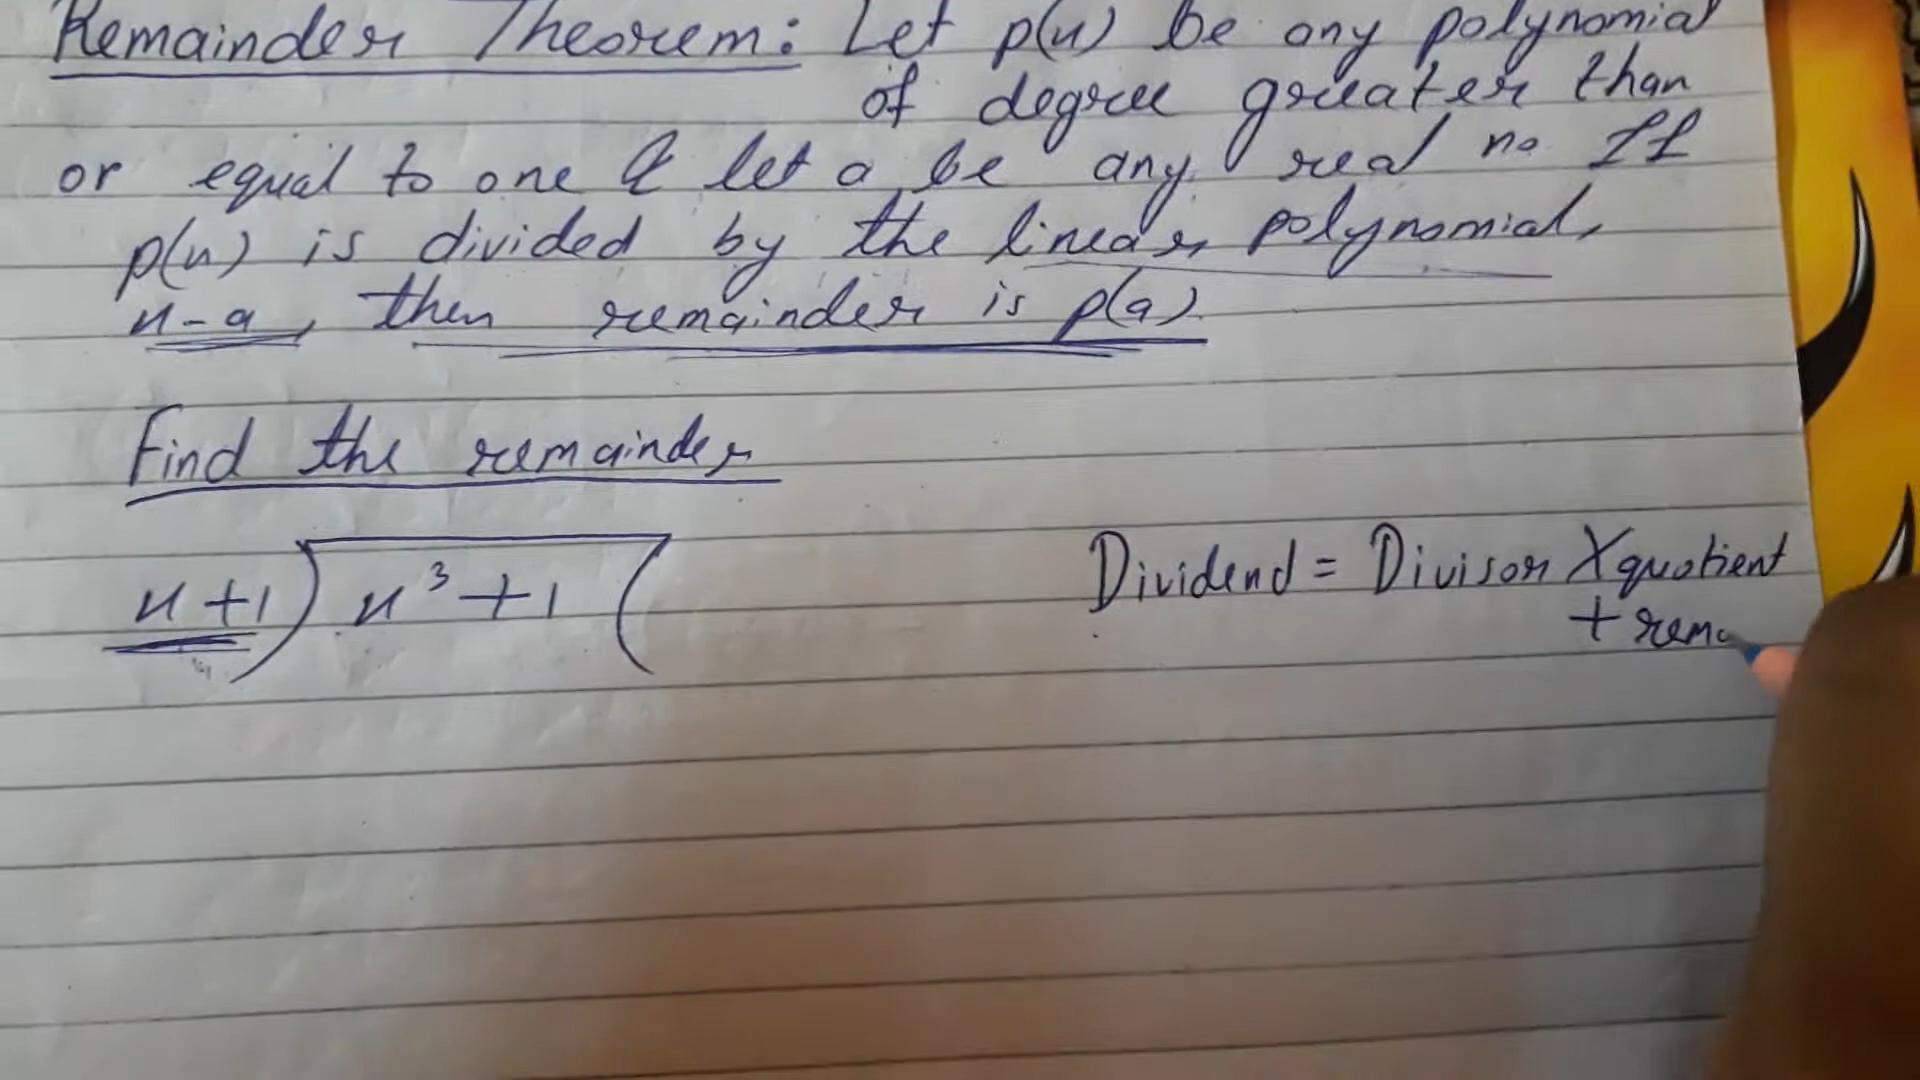 Remainder Theorem: Let p(x) be any polynomial
of degree greater than
or equal to one & let a be any real no If
p(x) is divided by the linear polynomial,
x-a, then remainder is p(a)
Find the remainder
x+1) x³+1 (
Dividend = Divisor X quotient
+ rema